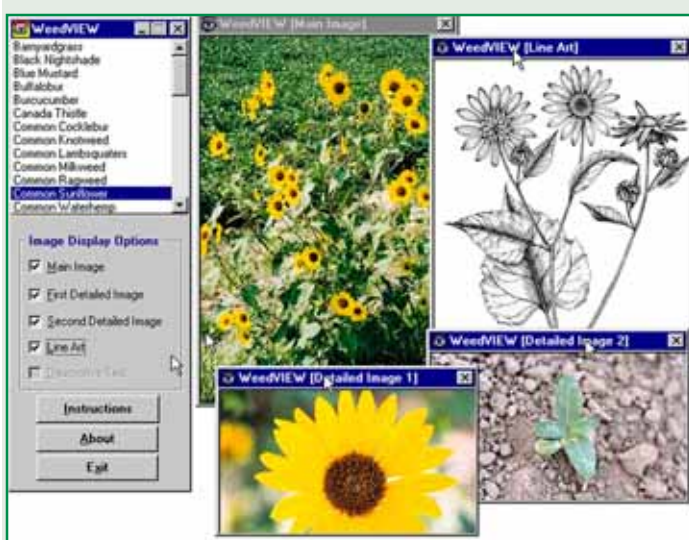 WeedVIEW
Barnyardgrass
Black Nightshade
Blue Mustard
Buffalobur
Burcucumber
Canada Thistle
Common Cocklebur
Common Knotweed
Common Lambsquaters
Common Milkweed
Common Ragweed
Common Sunflower
Common Waterhemp
Image Display Options
Main Image
First Detailed Image
Second Detailed Image
Line Art
Descriptive Text
Instructions
About
Exit
WeedVIEW [Main Image]
WeedVIEW [Line Art]
WeedVIEW [Detailed Image 2]
WeedVIEW [Detailed Image 1]